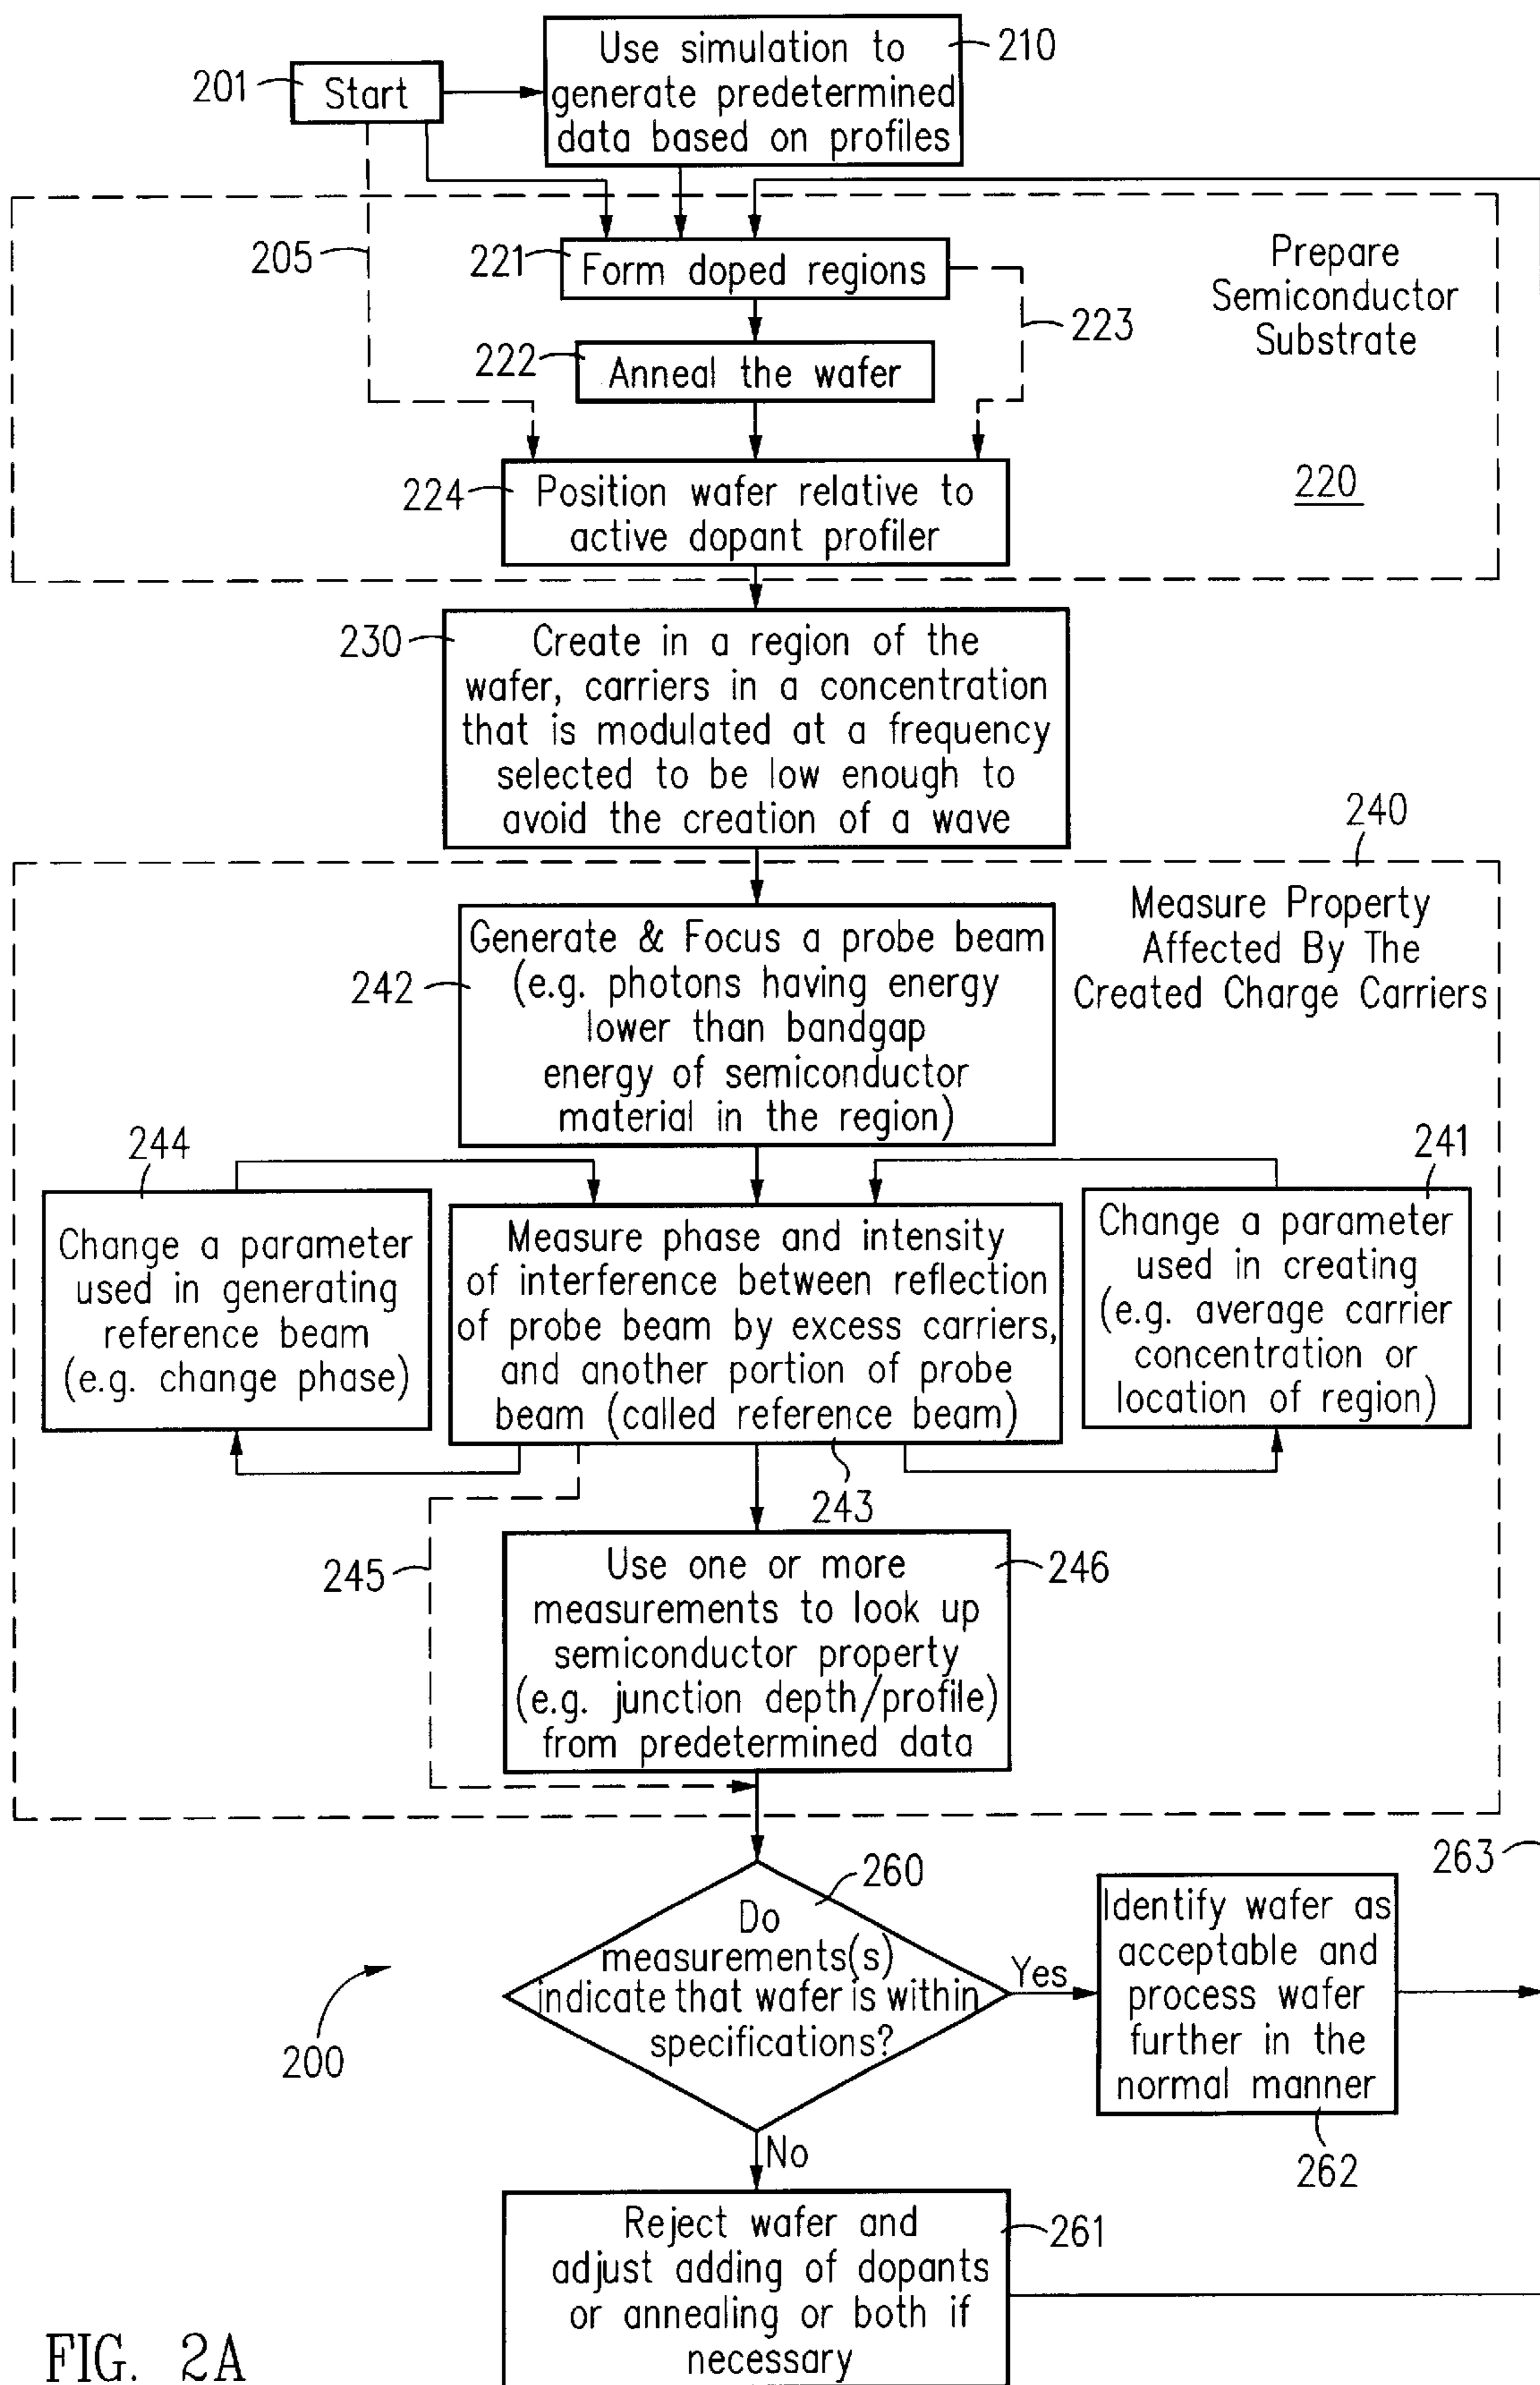 201
Start
Use simulation to
generate predetermined
data based on profiles
210
205
221
Form doped regions
223
Prepare
Semiconductor
Substrate
222
Anneal the wafer
224
Position wafer relative to
active dopant profiler
220
230
Create in a region of the
wafer, carriers in a concentration
that is modulated at a frequency
selected to be low enough to
avoid the creation of a wave
240
Measure Property
Affected By The
Created Charge Carriers
242
Generate & Focus a probe beam
(e.g. photons having energy
lower than bandgap
energy of semiconductor
material in the region)
244
Change a parameter
used in generating
reference beam
(e.g. change phase)
Measure phase and intensity
of interference between reflection
of probe beam by excess carriers,
and another portion of probe
beam (called reference beam)
243
241
Change a parameter
used in creating
(e.g. average carrier
concentration or
location of region)
245
Use one or more
measurements to look up
semiconductor property
(e.g. junction depth/profile)
from predetermined data
246
260
Do
measurements(s)
indicate that wafer is within
specifications?
Yes
263
Identify wafer as
acceptable and
process wafer
further in the
normal manner
262
200
No
Reject wafer and
adjust adding of dopants
or annealing or both if
necessary
261
FIG. 2A